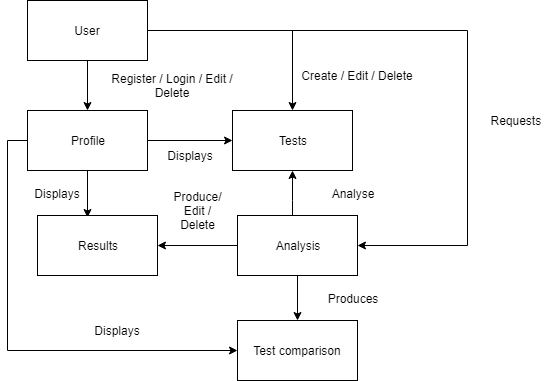 User
Register / Login / Edit /
Delete
Create / Edit / Delete
Requests
Profile
Tests
Displays
Displays
Produce/
Edit /
Delete
Analyse
Results
Analysis
Produces
Displays
Test comparison